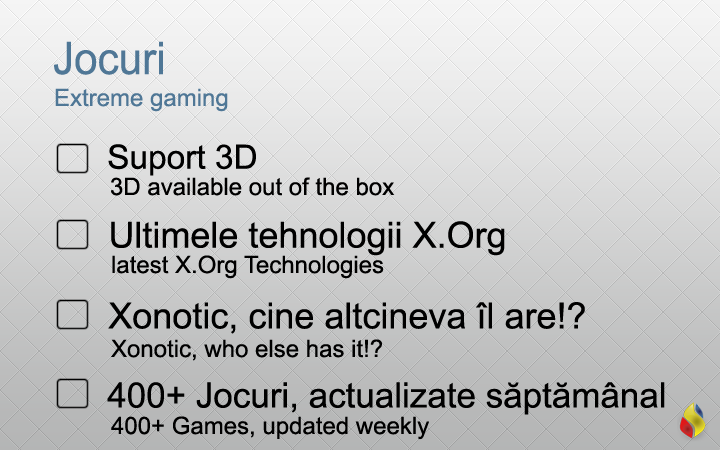 Jocuri
Extreme gaming
Suport 3D
3D available out of the box
Ultimele tehnologii X.Org
latest X.Org Technologies
Xonotic, cine altcineva îl are!?
Xonotic, who else has it!?
400+ Jocuri, actualizate săptămânal
400+ Games, updated weekly